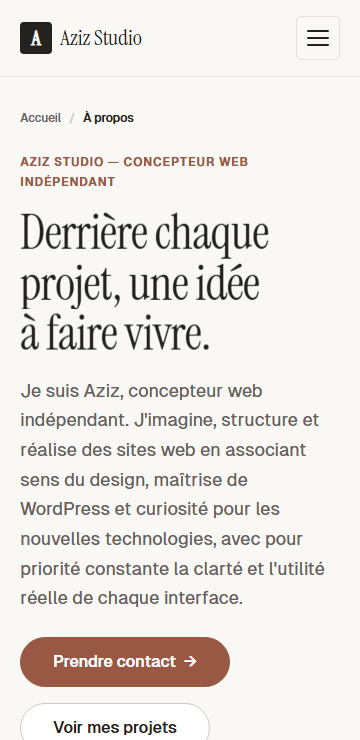 A Aziz Studio
Accueil / À propos
AZIZ STUDIO — CONCEPTEUR WEB
INDÉPENDANT
Derrière chaque
projet, une idée
à faire vivre.
Je suis Aziz, concepteur web
indépendant. J'imagine, structure et
réalise des sites web en associant
sens du design, maîtrise de
WordPress et curiosité pour les
nouvelles technologies, avec pour
priorité constante la clarté et l'utilité
réelle de chaque interface.
Prendre contact →
Voir mes projets